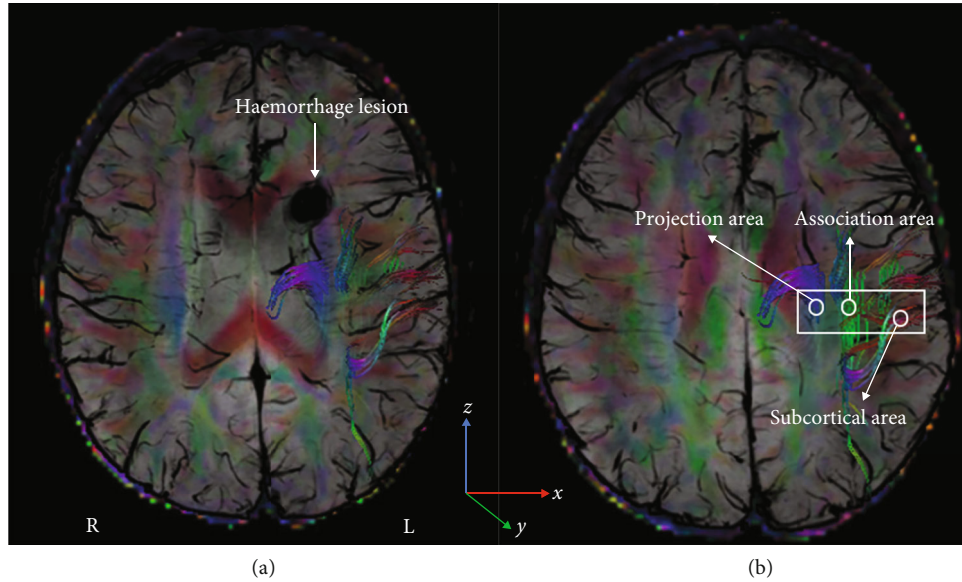 Haemorrhage lesion
R
L
z
x
y
(a)
Projection area
Association area
Subcortical area
(b)